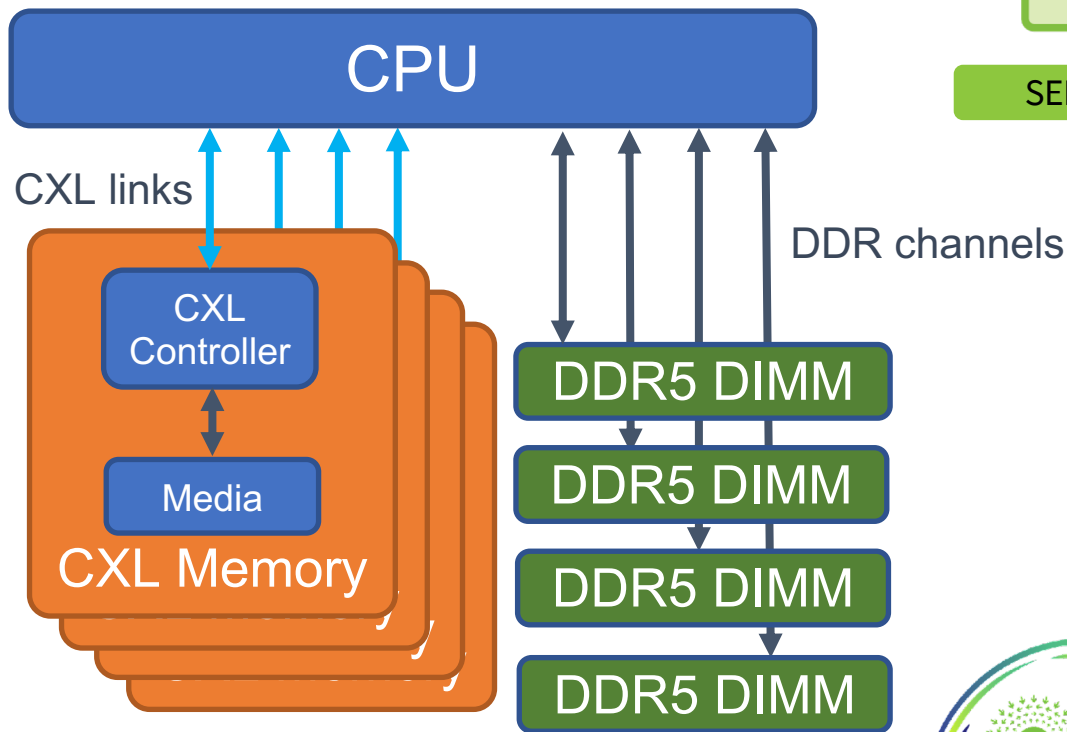 CPU
CXL links
DDR channels
CXL
Controller
Media
CXL Memory
DDR5 DIMM
DDR5 DIMM
DDR5 DIMM
DDR5 DIMM